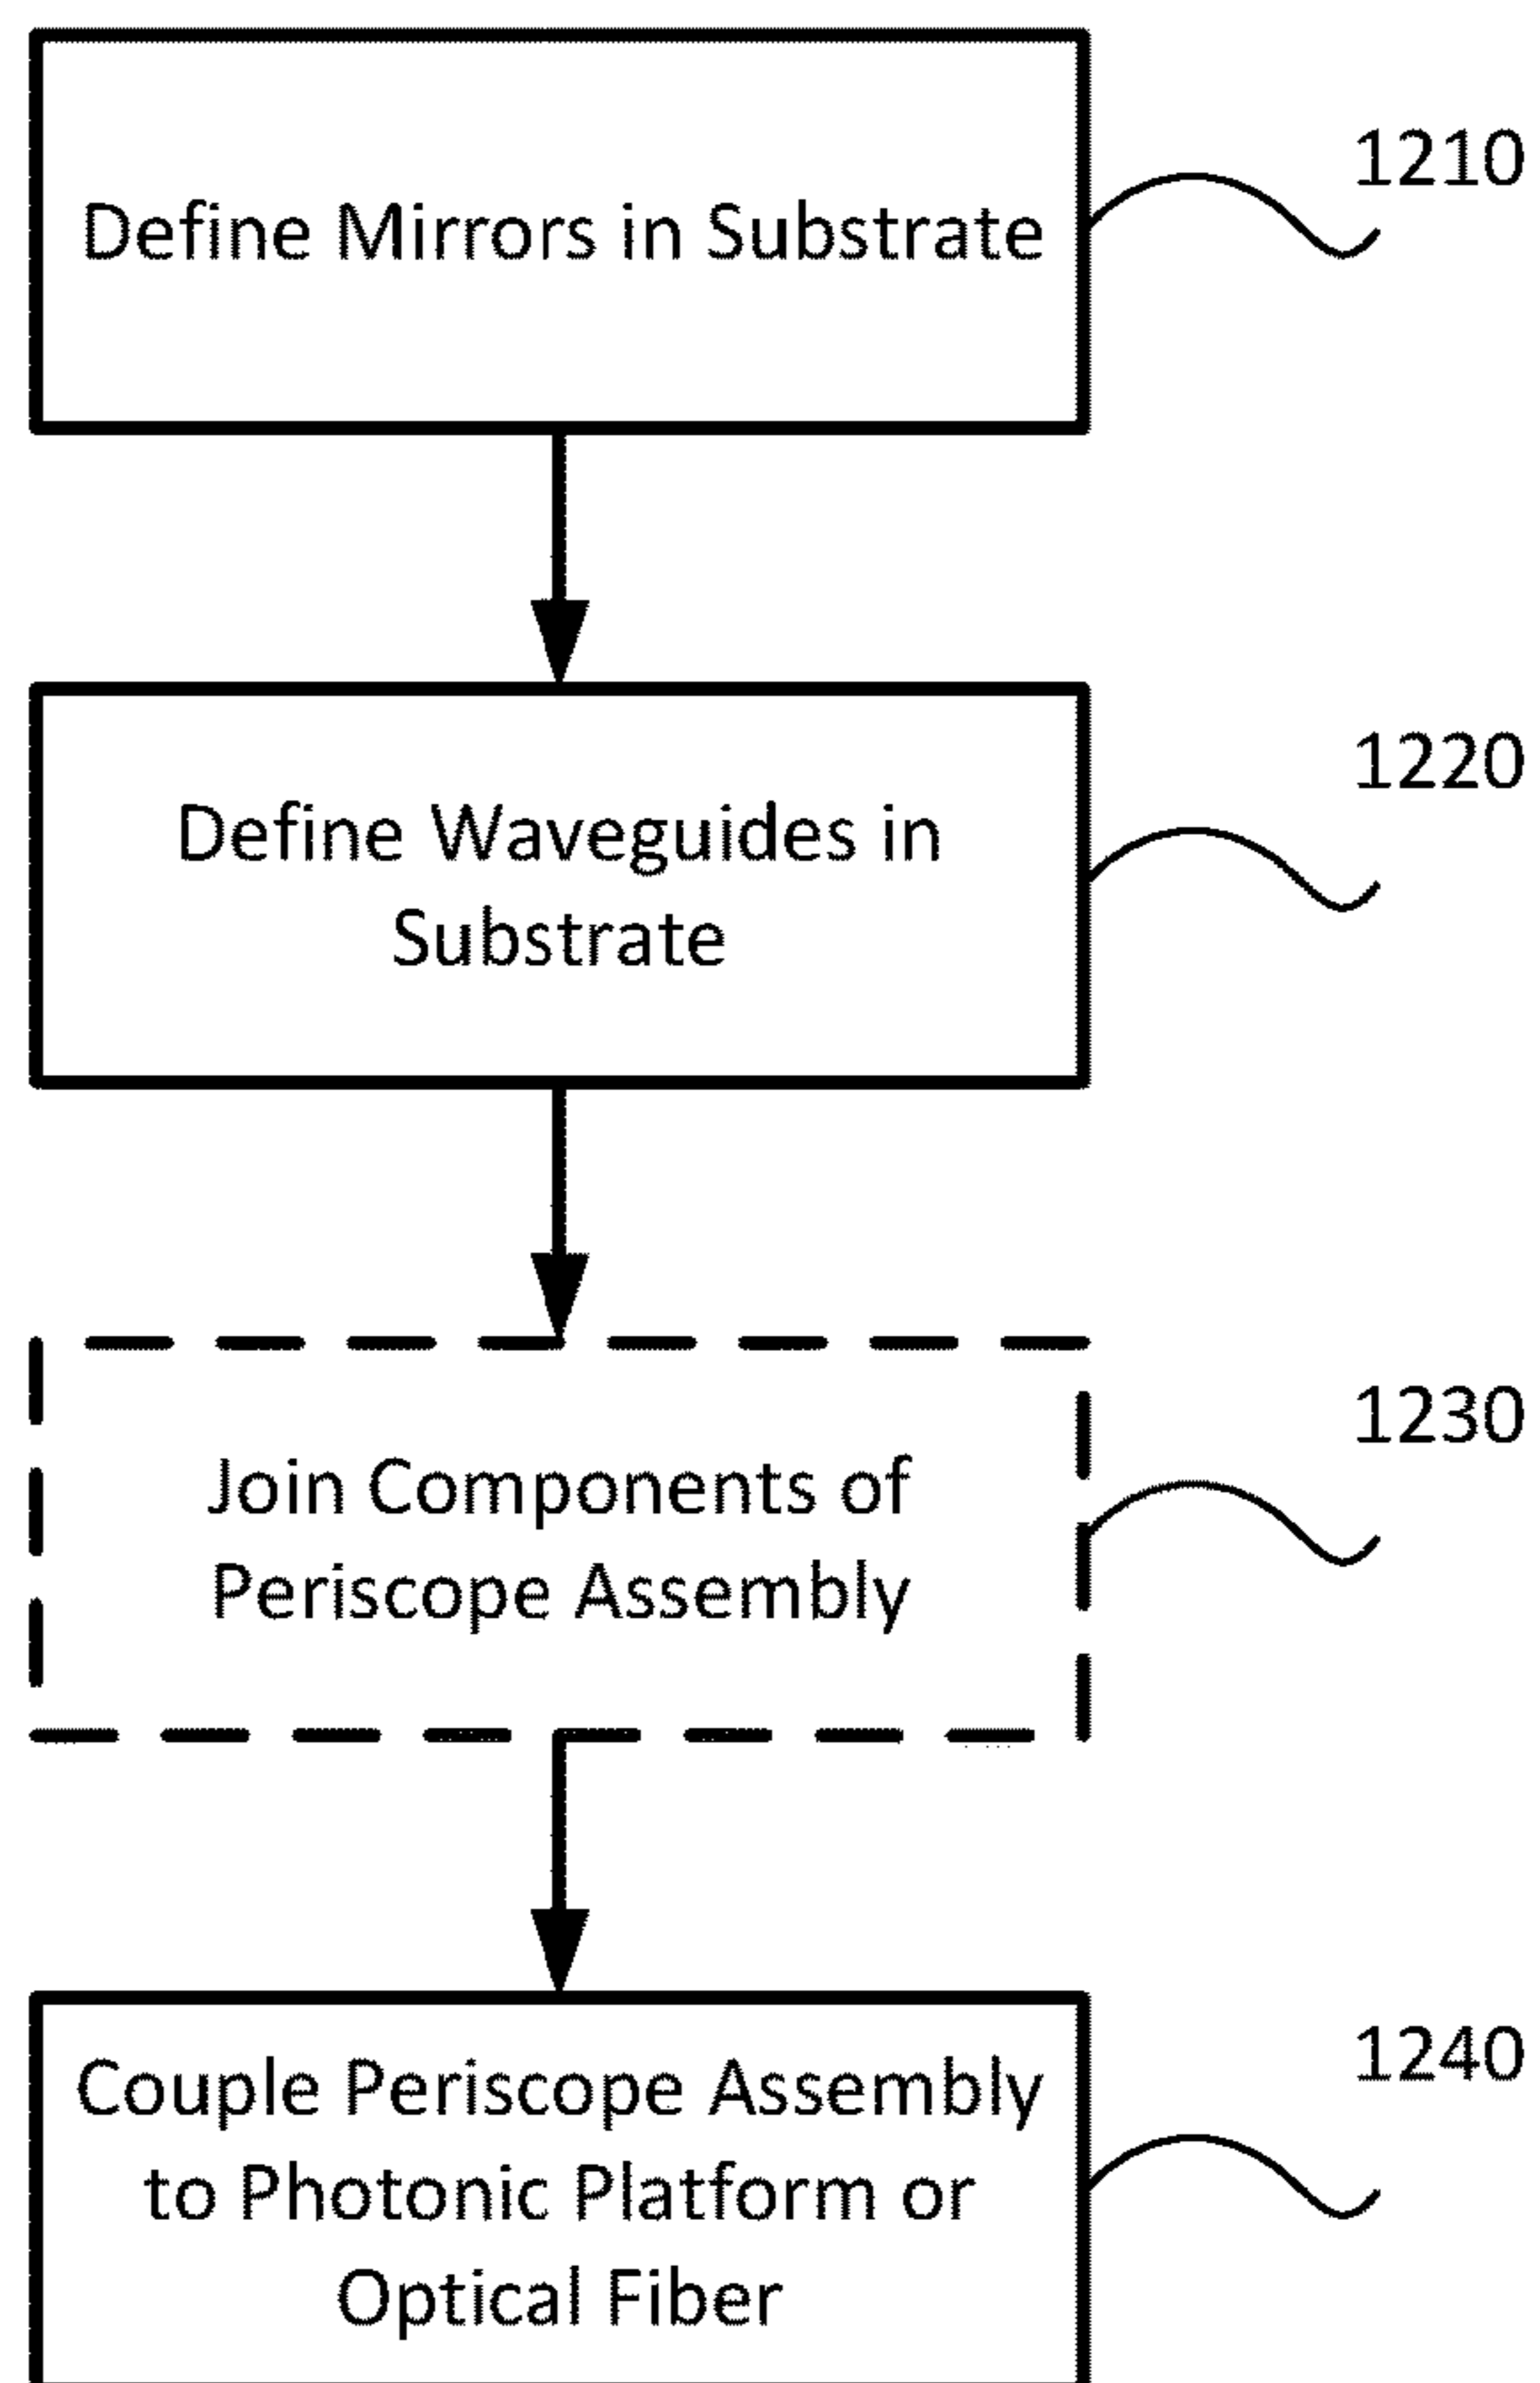 1210
Define Mirrors in Substrate
1220
Define Waveguides in
Substrate
1230
Join Components of
Periscope Assembly
1240
Couple Periscope Assembly
to Photonic Platform or
Optical Fiber